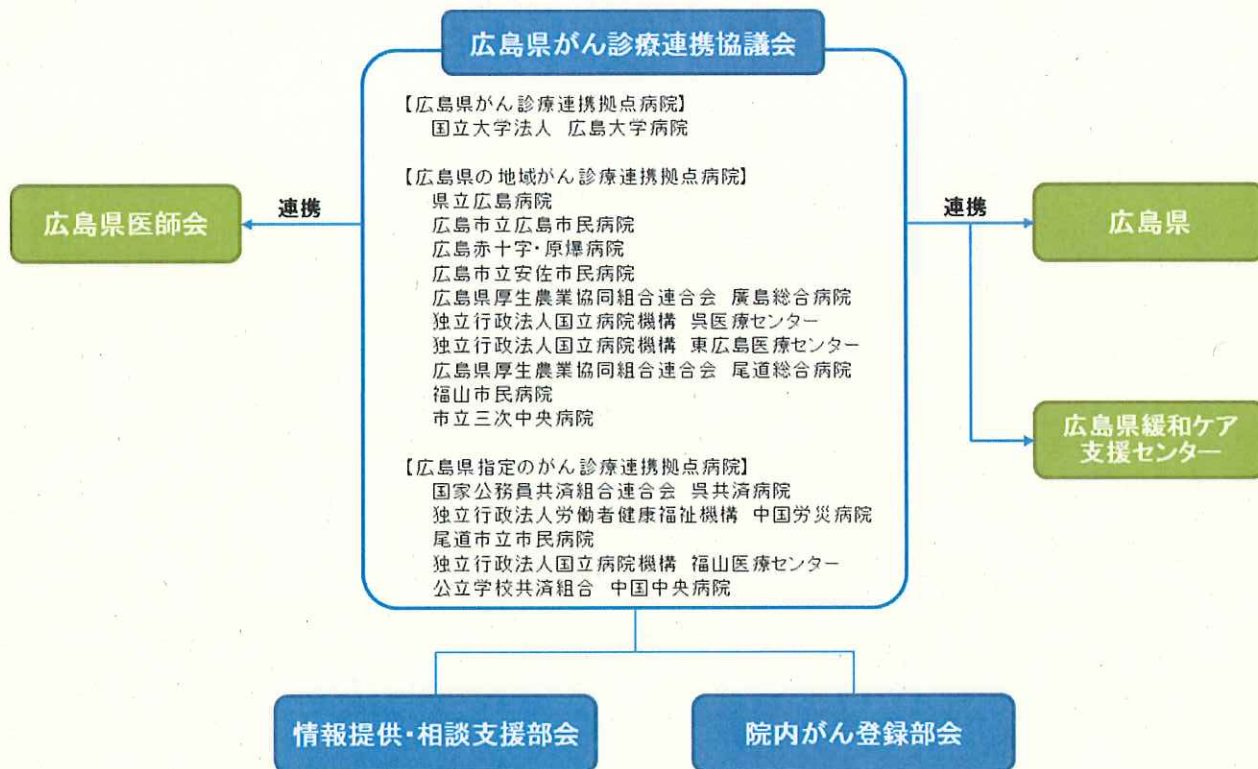 広島県がん診療連携協議会
【広島県がん診療連携拠点病院】
国立大学法人 広島大学病院
【広島県の地域がん診療連携拠点病院】
県立広島病院
広島市立広島市民病院
広島赤十字・原爆病院
広島市立安佐市民病院
広島県厚生農業協同組合連合会 廣島総合病院
独立行政法人国立病院機構 呉医療センター
独立行政法人国立病院機構 東広島医療センター
広島県厚生農業協同組合連合会 尾道総合病院
福山市民病院
市立三次中央病院
【広島県指定のがん診療連携拠点病院】
国家公務員共済組合連合会 呉共済病院
独立行政法人労働者健康福祉機構 中国労災病院
尾道市立市民病院
独立行政法人国立病院機構 福山医療センター
公立学校共済組合 中国中央病院
広島県医師会
連携
連携
広島県
広島県緩和ケア
支援センター
情報提供・相談支援部会
院内がん登録部会